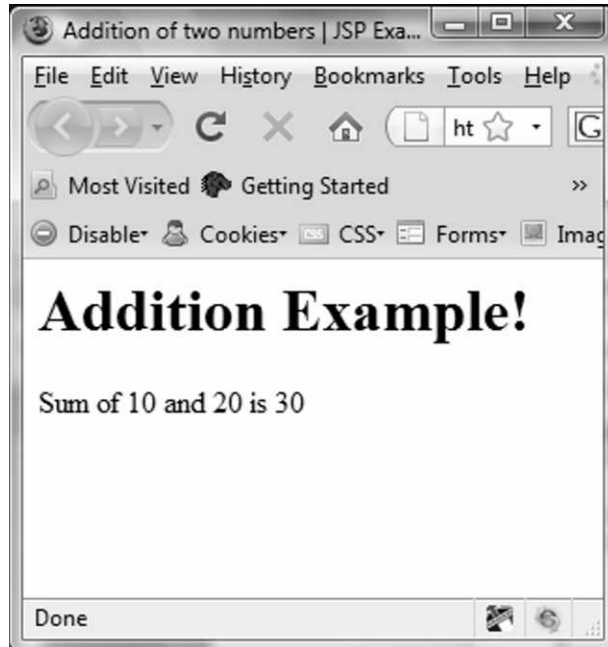 Addition of two numbers | JSP Exa...
File Edit View History Bookmarks Tools Help
ht G
Most Visited Getting Started »
Disable Cookies CSS CSS Forms Imag
Addition Example!
Sum of 10 and 20 is 30
Done